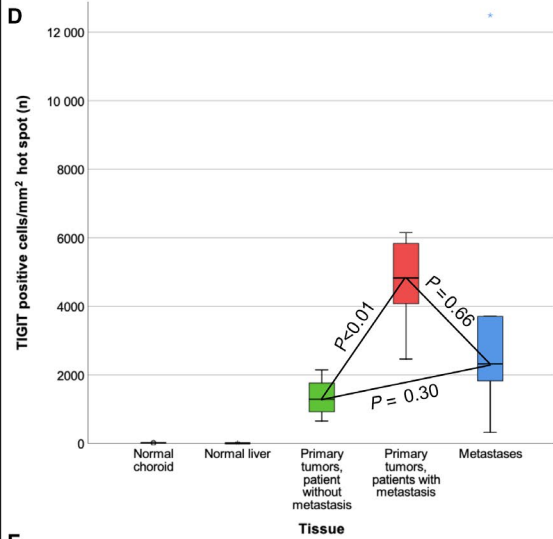 D
TIGIT positive cells/mm² hot spot (n)
12 000
10 000
8000
6000
4000
2000
0
P<0.01
P=0.66
P= 0.30
Normal
choroid
Normal liver
Primary
tumors,
patient
without
metastasis
Primary
tumors,
patients with
metastasis
Metastases
Tissue